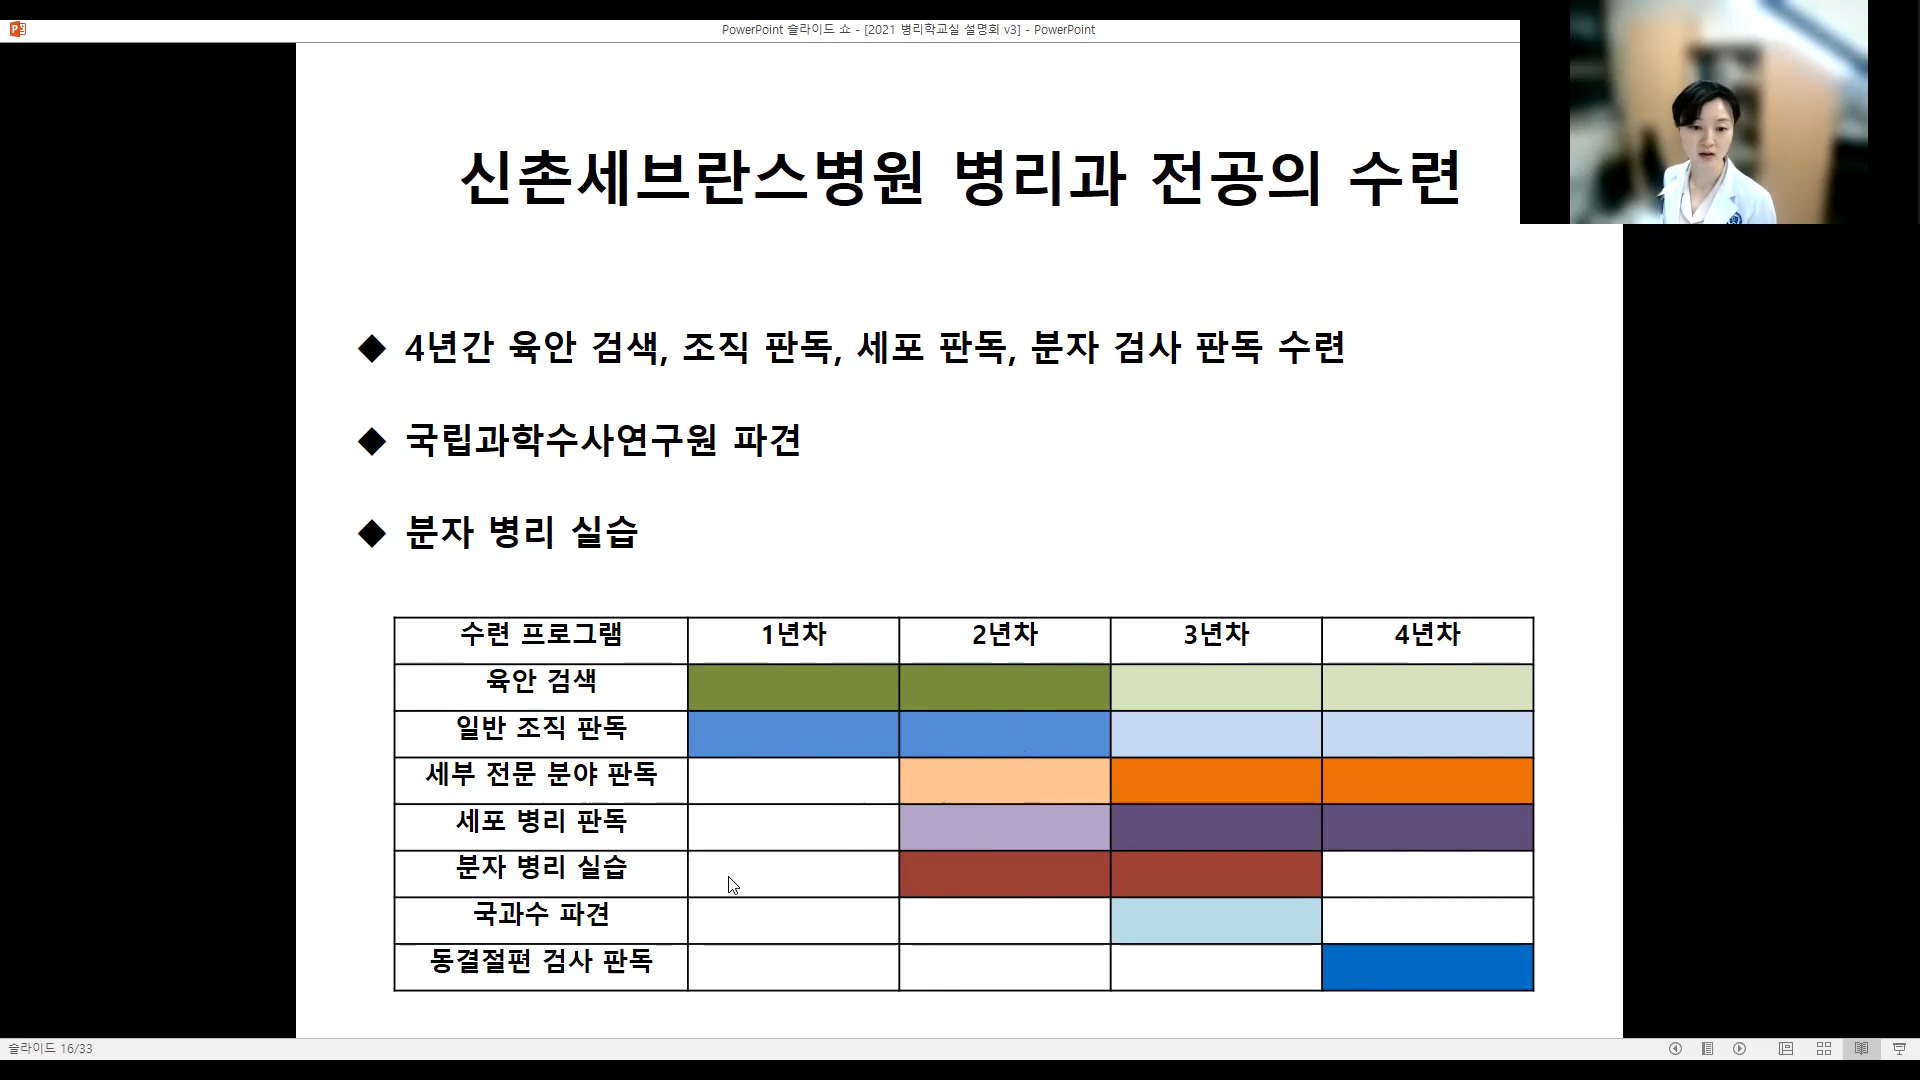 PowerPoint 슬라이드 쇼 - [2021 병리학교실 설명회 v3] - PowerPoint
신촌세브란스병원 병리과 전공의 수련
◆ 4년간 육안 검색, 조직 판독, 세포 판독, 분자 검사 판독 수련
◆ 국립과학수사연구원 파견
◆ 분자 병리 실습
수련 프로그램 1년차 2년차 3년차 4년차
육안 검색
일반 조직 판독
세부 전문 분야 판독
세포 병리 판독
분자 병리 실습
국과수 파견
동결절편 검사 판독
슬라이드 16/33